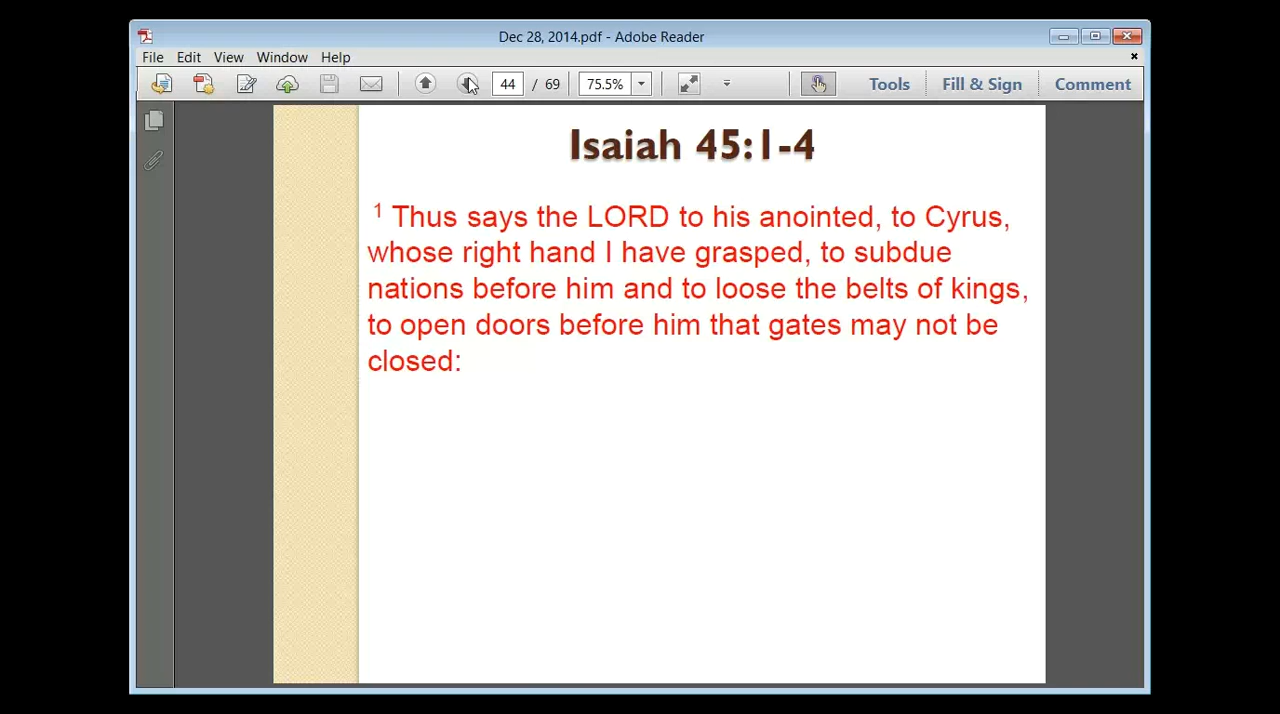 Dec 28, 2014.pdf - Adobe Reader
File Edit View Window Help
44 / 69 75.5% Tools Fill & Sign Comment
Isaiah 45:1-4
1 Thus says the LORD to his anointed, to Cyrus,
whose right hand I have grasped, to subdue
nations before him and to loose the belts of kings,
to open doors before him that gates may not be
closed: